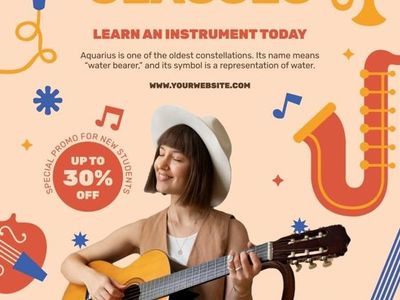 LEARN AN INSTRUMENT TODAY
Aquarius is one of the oldest constellations. Its name means
"water bearer," and its symbol is a representation of water.
WWW.YOURWEBSITE.COM
SPECIAL PROMO FOR NEW STUDENTS
UP TO
30%
OFF